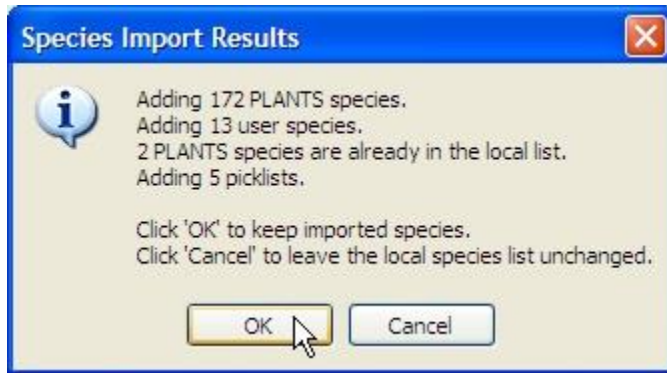 Species Import Results
Adding 172 PLANTS species.
Adding 13 user species.
2 PLANTS species are already in the local list.
Adding 5 picklists.
Click 'OK' to keep imported species.
Click 'Cancel' to leave the local species list unchanged.
OK
Cancel